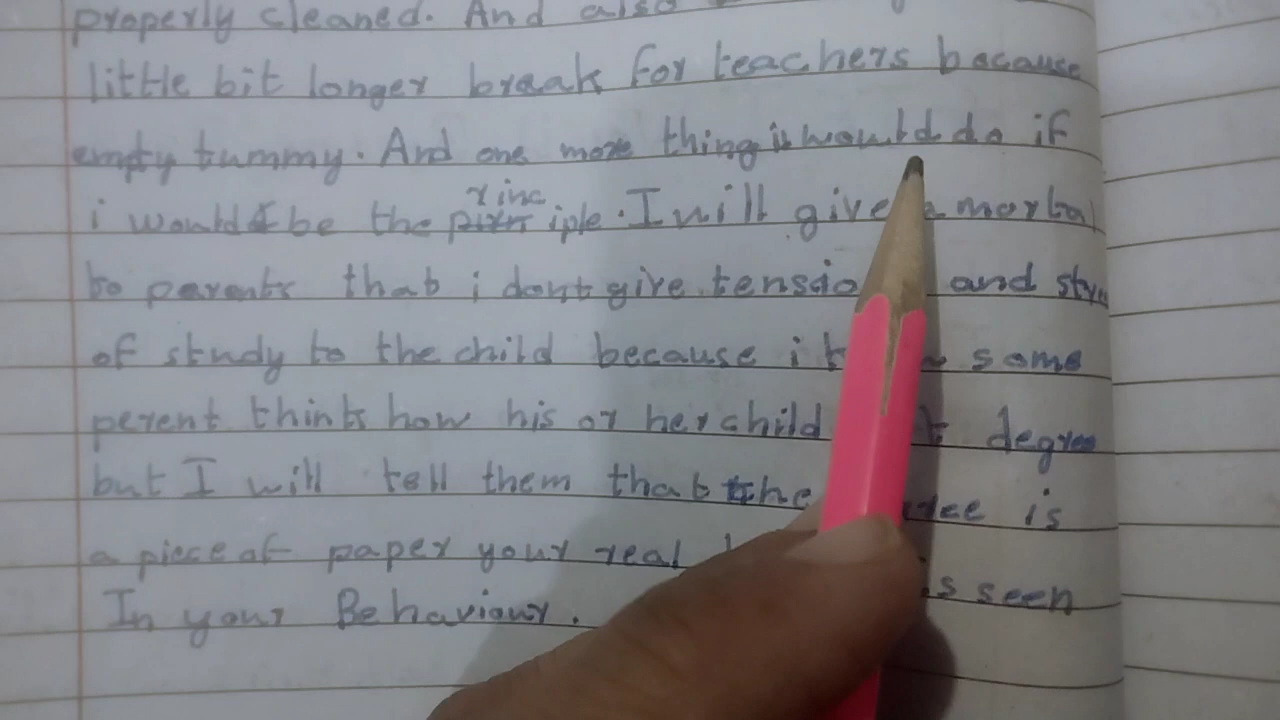 properly cleaned. And also
little bit longer break for teachers because
empty tummy. And one more thing i would do if
i would be the principle. I will give a
to parents that i dont give tension and
of study to the child because some
perent think how his or her child degree
but I will tell them that the is
a piece of paper your real is seen
In your Behaviour.